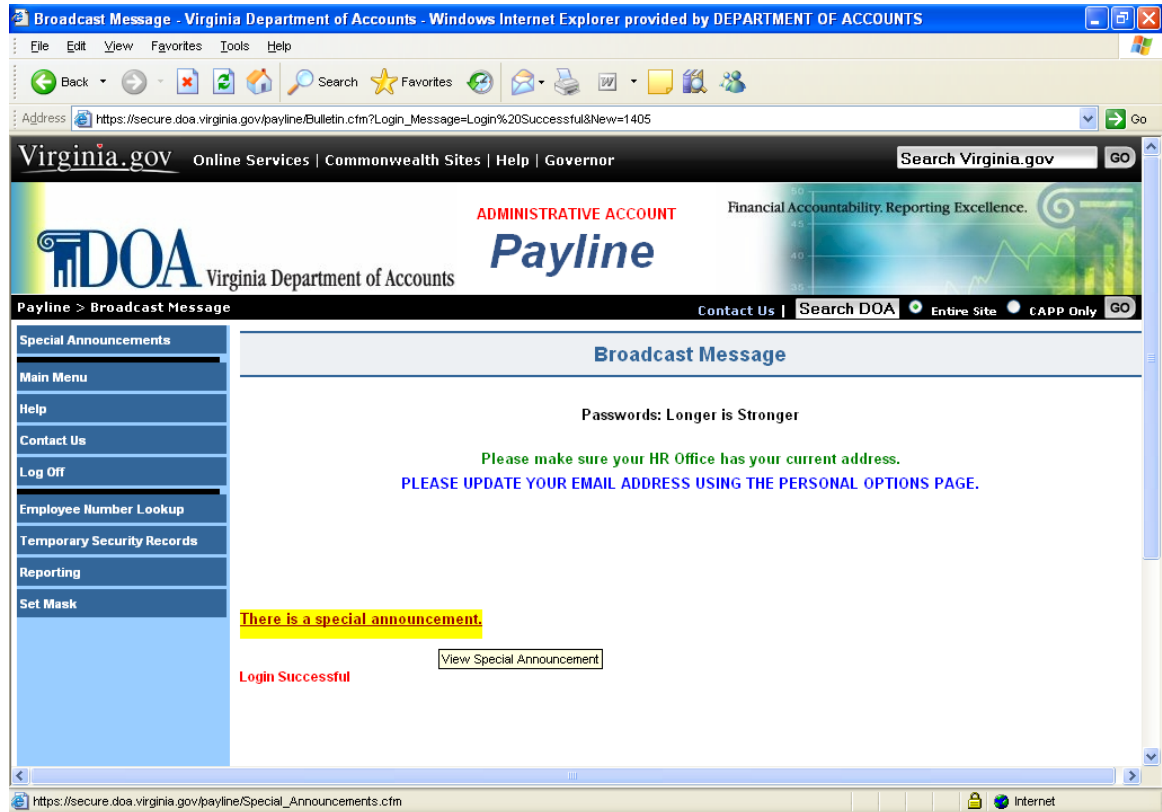 Broadcast Message - Virginia Department of Accounts - Windows Internet Explorer provided by DEPARTMENT OF ACCOUNTS
File Edit View Favorites Tools Help
Back Search Favorites
Address https://secure.doa.virginia.gov/payline/Bulletin.cfm?Login_Message=Login%20Successful&New=1405 Go
Virginia.gov Online Services | Commonwealth Sites | Help | Governor Search Virginia.gov GO
ADMINISTRATIVE ACCOUNT Financial Accountability. Reporting Excellence.
50
45
40
35
DOA Virginia Department of Accounts Payline
Payline > Broadcast Message Contact Us | Search DOA Entire Site CAPP Only GO
Special Announcements
Main Menu
Help
Contact Us
Log Off
Employee Number Lookup
Temporary Security Records
Reporting
Set Mask
Broadcast Message
Passwords: Longer is Stronger
Please make sure your HR Office has your current address.
PLEASE UPDATE YOUR EMAIL ADDRESS USING THE PERSONAL OPTIONS PAGE.
There is a special announcement.
View Special Announcement
Login Successful
https://secure.doa.virginia.gov/payline/Special_Announcements.cfm Internet